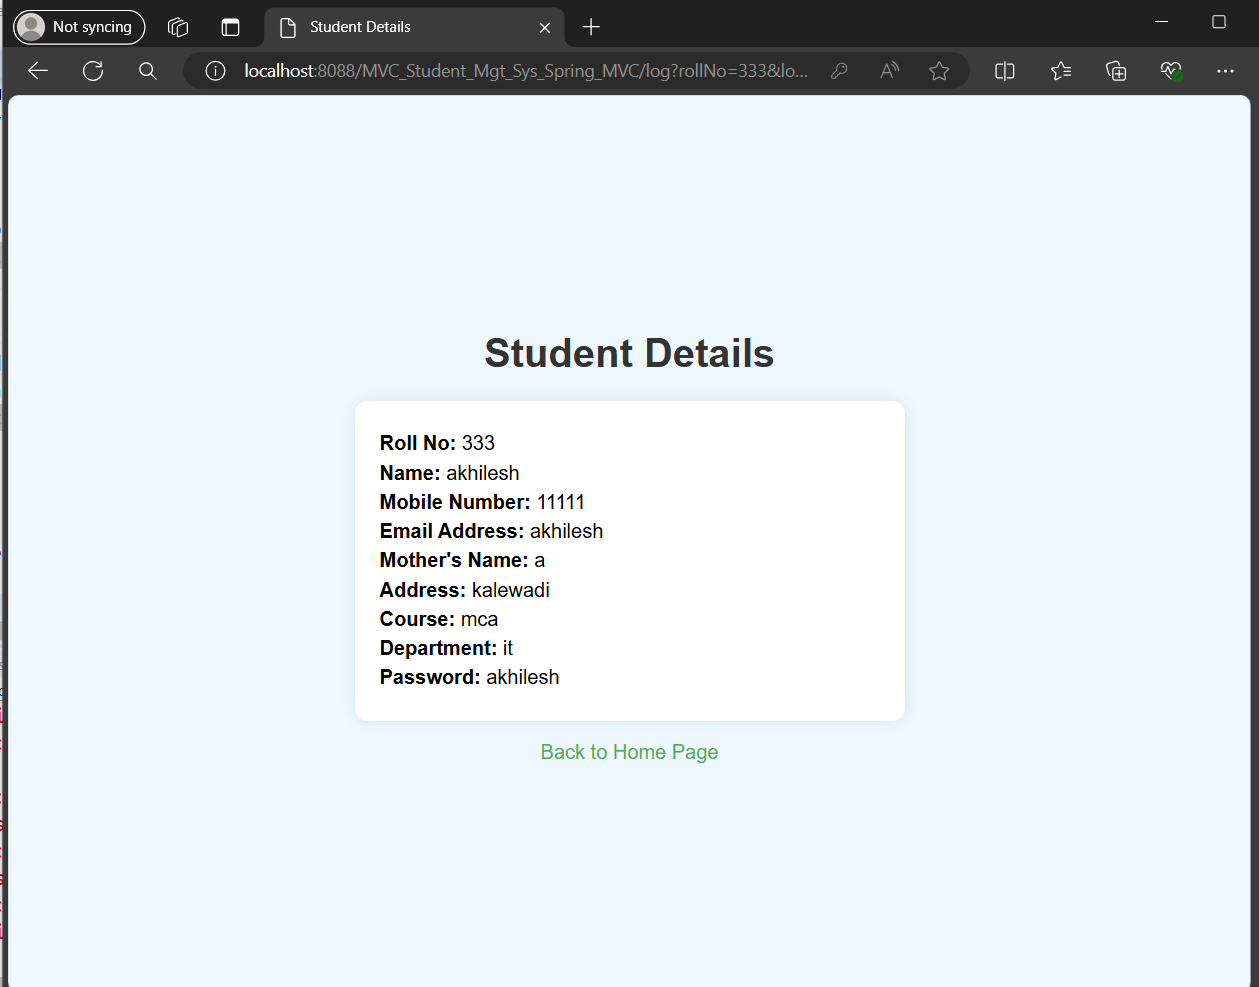 Not syncing
Student Details
localhost:8088/MVC_Student_Mgt_Sys_Spring_MVC/log?rollNo=333&lo...
Student Details
Roll No: 333
Name: akhilesh
Mobile Number: 11111
Email Address: akhilesh
Mother's Name: a
Address: kalewadi
Course: mca
Department: it
Password: akhilesh
Back to Home Page